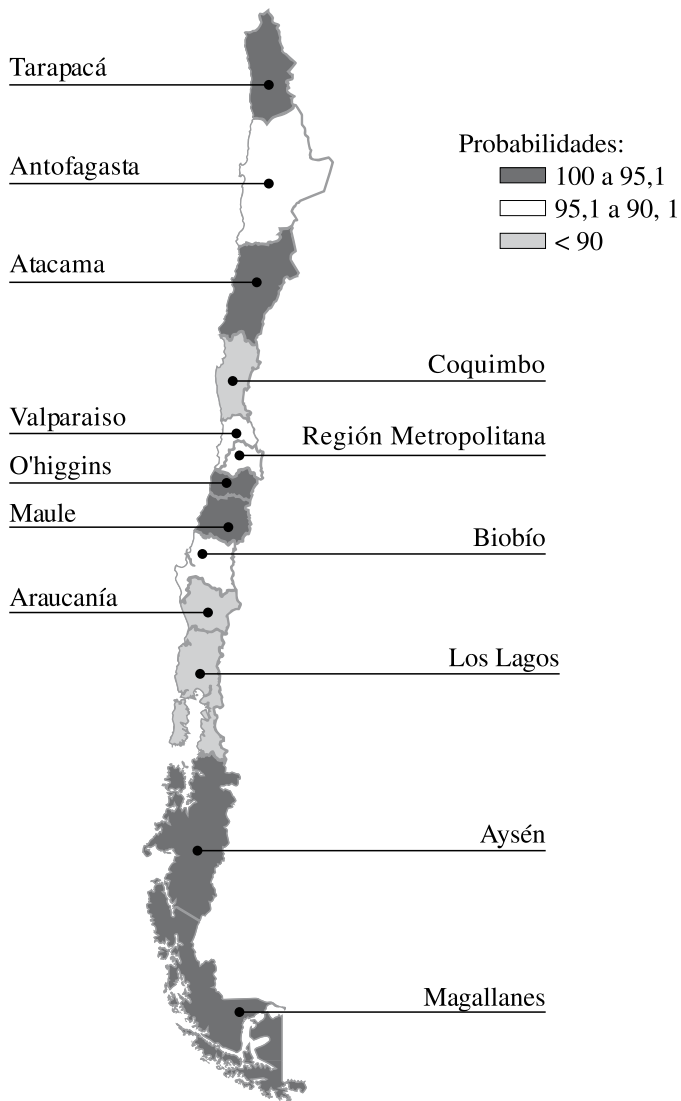 Tarapacá
Probabilidades:
Antofagasta
100 a 95,1
95,1 a 90, 1
< 90
Atacama
Coquimbo
Valparaiso
Región Metropolitana
O'higgins
Maule
Biobío
Araucanía
Los Lagos
Aysén
Magallanes